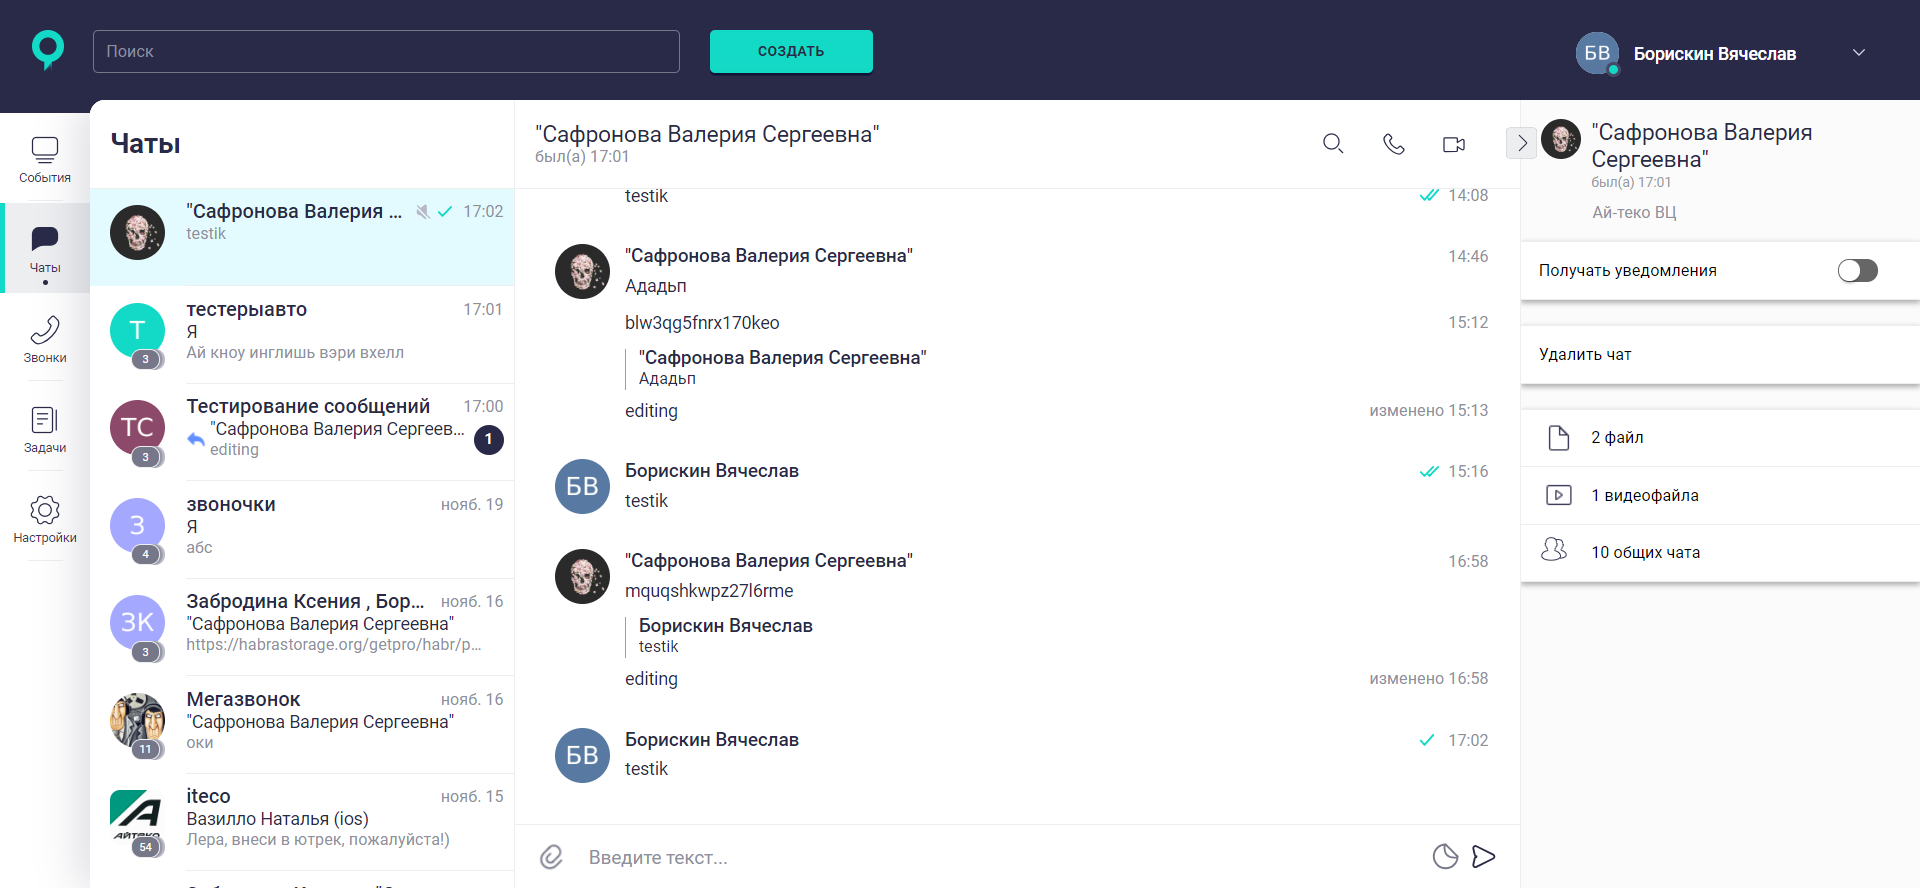 Поиск
СОЗДАТЬ
БВ
Борискин Вячеслав
События
Чаты
Звонки
Задачи
Настройки
Чаты
"Сафронова Валерия ...
17:02
testik
Т
3
тестерыавто
17:01
Я
Ай кноу инглишь вэри вхелл
ТС
3
Тестирование сообщений
17:00
"Сафронова Валерия Сергеев...
editing
1
З
4
звоночки
нояб. 19
Я
абс
ЗК
3
Забродина Ксения , Бор...
нояб. 16
"Сафронова Валерия Сергеевна"
https://habrastorage.org/getpro/habr/p...
11
Мегазвонок
нояб. 16
"Сафронова Валерия Сергеевна"
оки
АЙТЕКО
54
iteco
нояб. 15
Вазилло Наталья (ios)
Лера, внеси в ютрек, пожалуйста!)
"Сафронова Валерия Сергеевна"
был(а) 17:01
testik
14:08
"Сафронова Валерия Сергеевна"
14:46
Ададьп
blw3qg5fnrx170keo
15:12
"Сафронова Валерия Сергеевна"
Ададьп
editing
изменено 15:13
БВ
Борискин Вячеслав
15:16
testik
"Сафронова Валерия Сергеевна"
16:58
mquqshkwpz27l6rme
Борискин Вячеслав
testik
editing
изменено 16:58
БВ
Борискин Вячеслав
17:02
testik
Введите текст...
"Сафронова Валерия
Сергеевна"
был(а) 17:01
Ай-теко ВЦ
Получать уведомления
Удалить чат
2 файл
1 видеофайла
10 общих чата